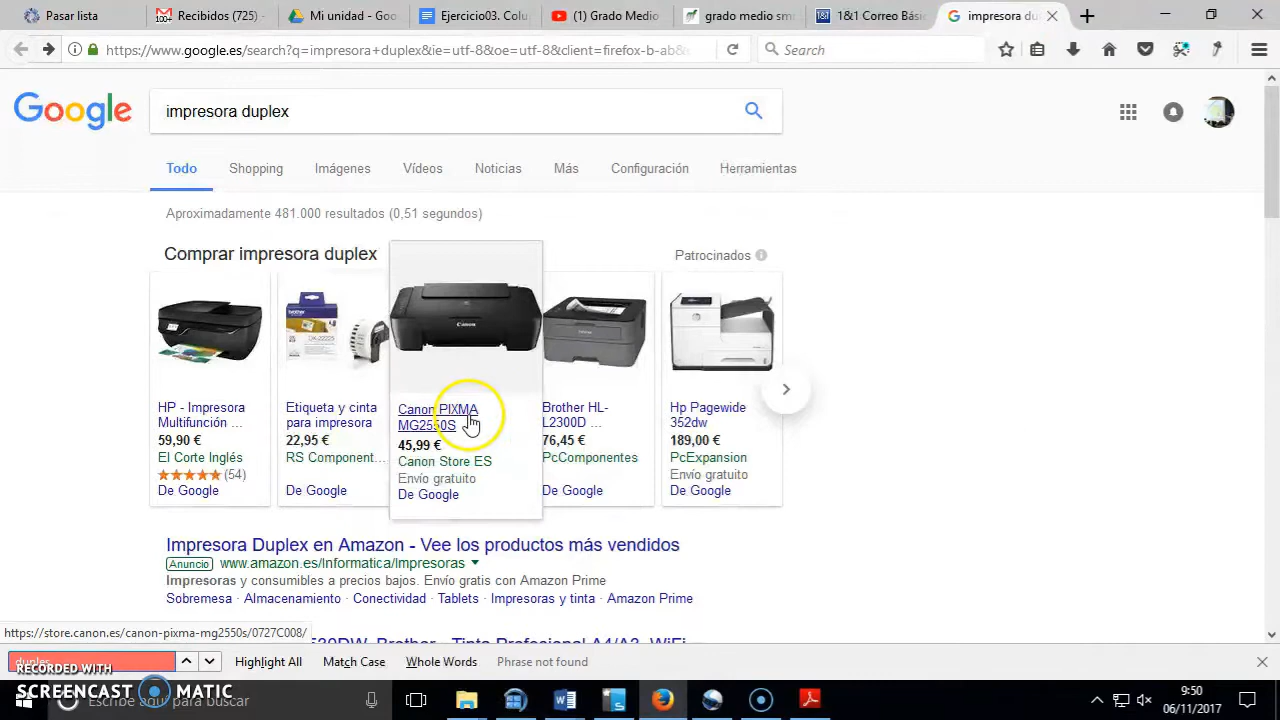 Pasar lista
Recibidos (725)
Mi unidad - Goo
Ejercicio03. Colu
(Grado Medio
grado medio smi
1&1 Correo Bási
impresora du
https://www.google.es/search?q=impresora+duplex&ie=utf-8&oe=utf-8&client=firefox-b-ab&
Search
Google
impresora duplex
Todo
Shopping
Imágenes
Vídeos
Noticias
Más
Configuración
Herramientas
Aproximadamente 481.000 resultados (0,51 segundos)
Comprar impresora duplex
Patrocinados
Canon
brother
HP - Impresora
Multifunción ...
59,90 €
El Corte Inglés
(54)
De Google
Etiqueta y cinta
para impresora
22,95 €
RS Component...
De Google
Canon PIXMA
MG2550S
45,99 €
Canon Store ES
Envío gratuito
De Google
Brother HL-
L2300D ...
76,45 €
PcComponentes
De Google
Hp Pagewide
352dw
189,00 €
PcExpansion
Envío gratuito
De Google
Impresora Duplex en Amazon - Vee los productos más vendidos
Anuncio
www.amazon.es/Informatica/Impresoras
Impresoras y consumibles a precios bajos. Envío gratis con Amazon Prime
Sobremesa · Almacenamiento · Conectividad · Tablets · Impresoras y tinta · Amazon Prime
https://store.canon.es/canon-pixma-mg2550s/0727C008/
Highlight All
Match Case
Whole Words
Phrase not found
RECORDED WITH
SCREENCAST MATIC
Escribe aquí para buscar
9:50
06/11/2017